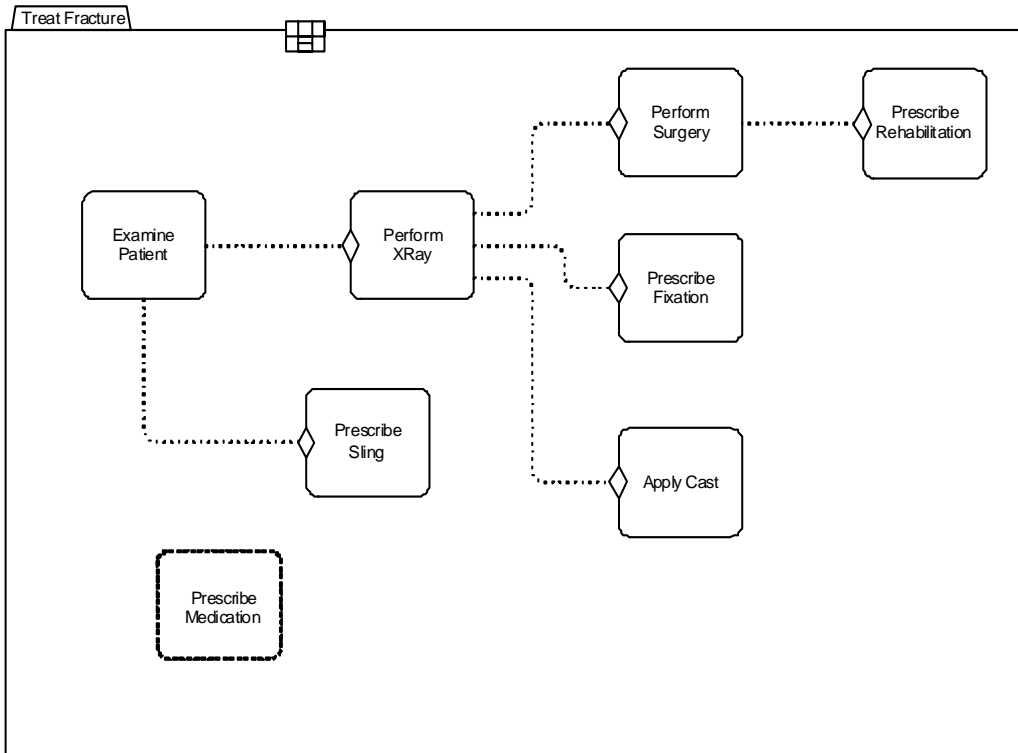 Treat Fracture
Perform
Surgery
Prescribe
Rehabilitation
Examine
Patient
Perform
XRay
Prescribe
Fixation
Prescribe
Sling
Apply Cast
Prescribe
Medication